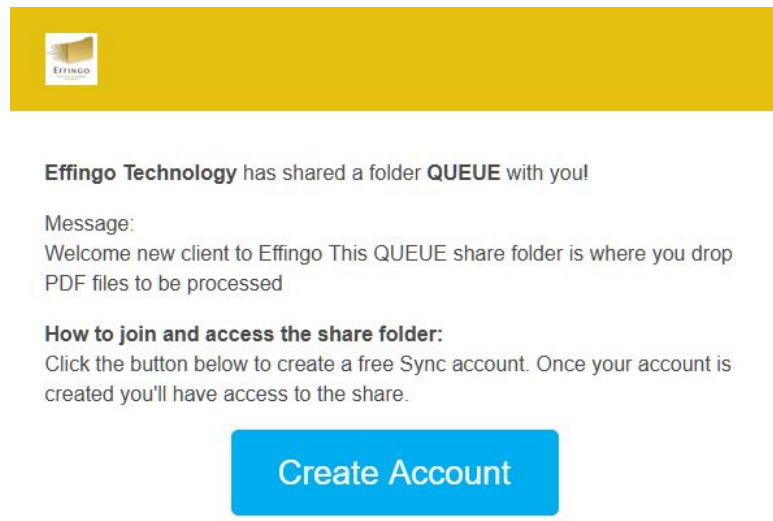 EFFINGO
Effingo Technology has shared a folder QUEUE with you!
Message:
Welcome new client to Effingo This QUEUE share folder is where you drop
PDF files to be processed
How to join and access the share folder:
Click the button below to create a free Sync account. Once your account is
created you'll have access to the share.
Create Account